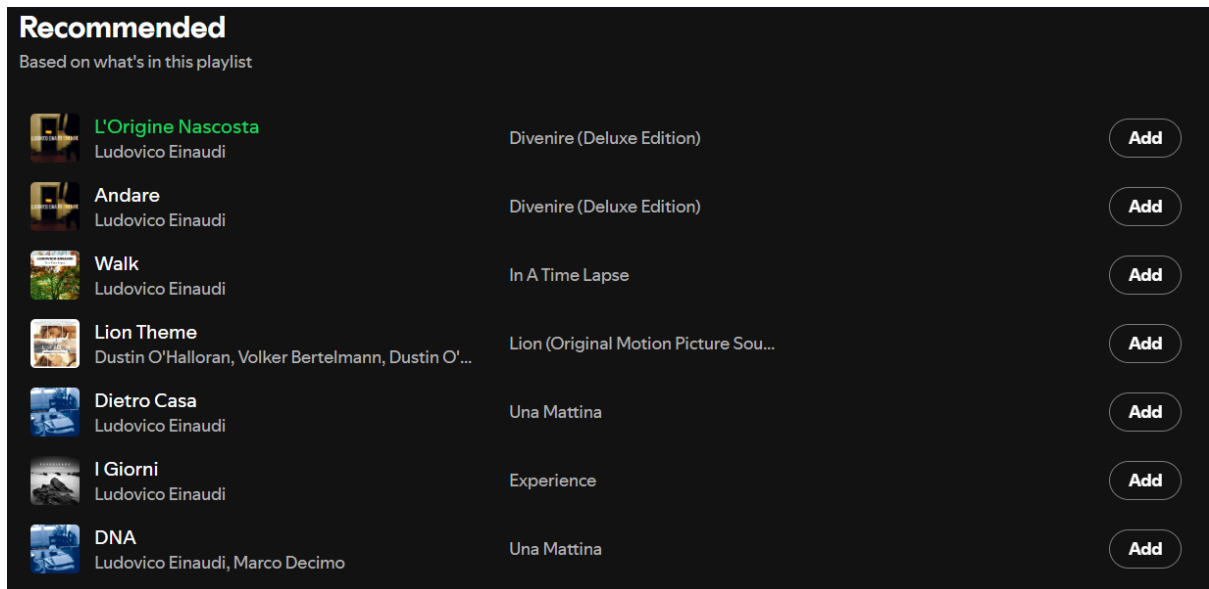 Recommended
Based on what's in this playlist
L'Origine Nascosta
Ludovico Einaudi
Divenire (Deluxe Edition)
Add
Andare
Ludovico Einaudi
Divenire (Deluxe Edition)
Add
Walk
Ludovico Einaudi
In A Time Lapse
Add
Lion Theme
Dustin O'Halloran, Volker Bertelmann, Dustin O'...
Lion (Original Motion Picture Sou...
Add
Dietro Casa
Ludovico Einaudi
Una Mattina
Add
I Giorni
Ludovico Einaudi
Experience
Add
DNA
Ludovico Einaudi, Marco Decimo
Una Mattina
Add